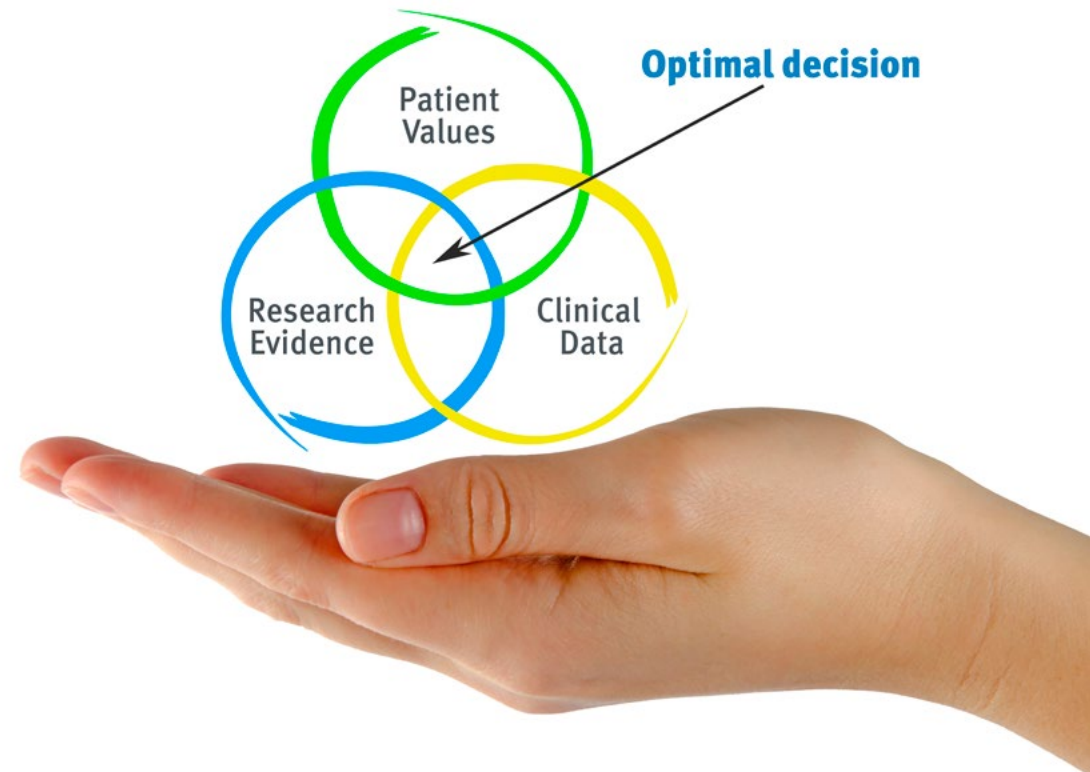 Optimal decision
Patient
Values
Research
Evidence
Clinical
Data